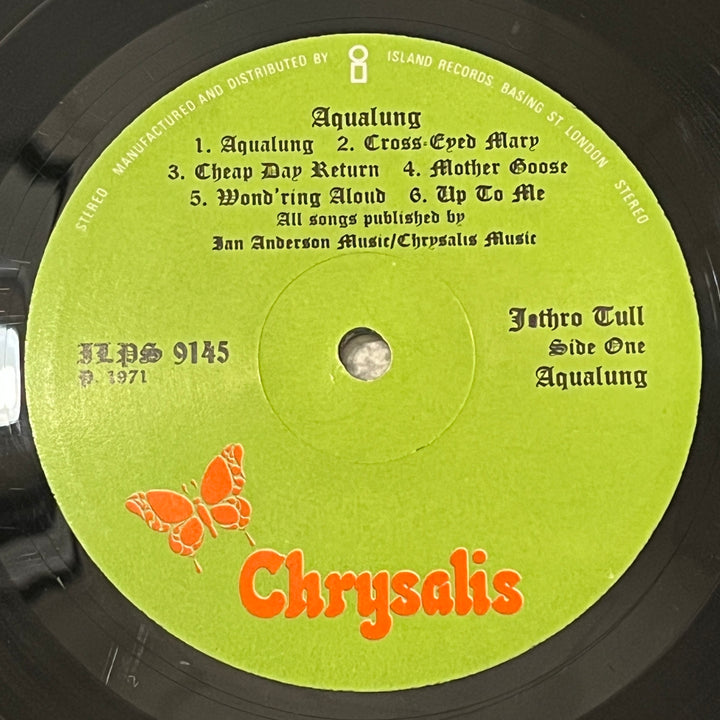 STEREO MANUFACTURED AND DISTRIBUTED BY ISLAND RECORDS, BASING ST. LONDON STEREO
Aqualung
1. Aqualung 2. Cross-Eyed Mary
3. Cheap Day Return 4. Mother Goose
5. Wond'ring Aloud 6. Up To Me
All songs published by
Ian Anderson Music/Chrysalis Music
Jethro Tull
Side One
Aqualung
ILPS 9145
P. 1971
Chrysalis